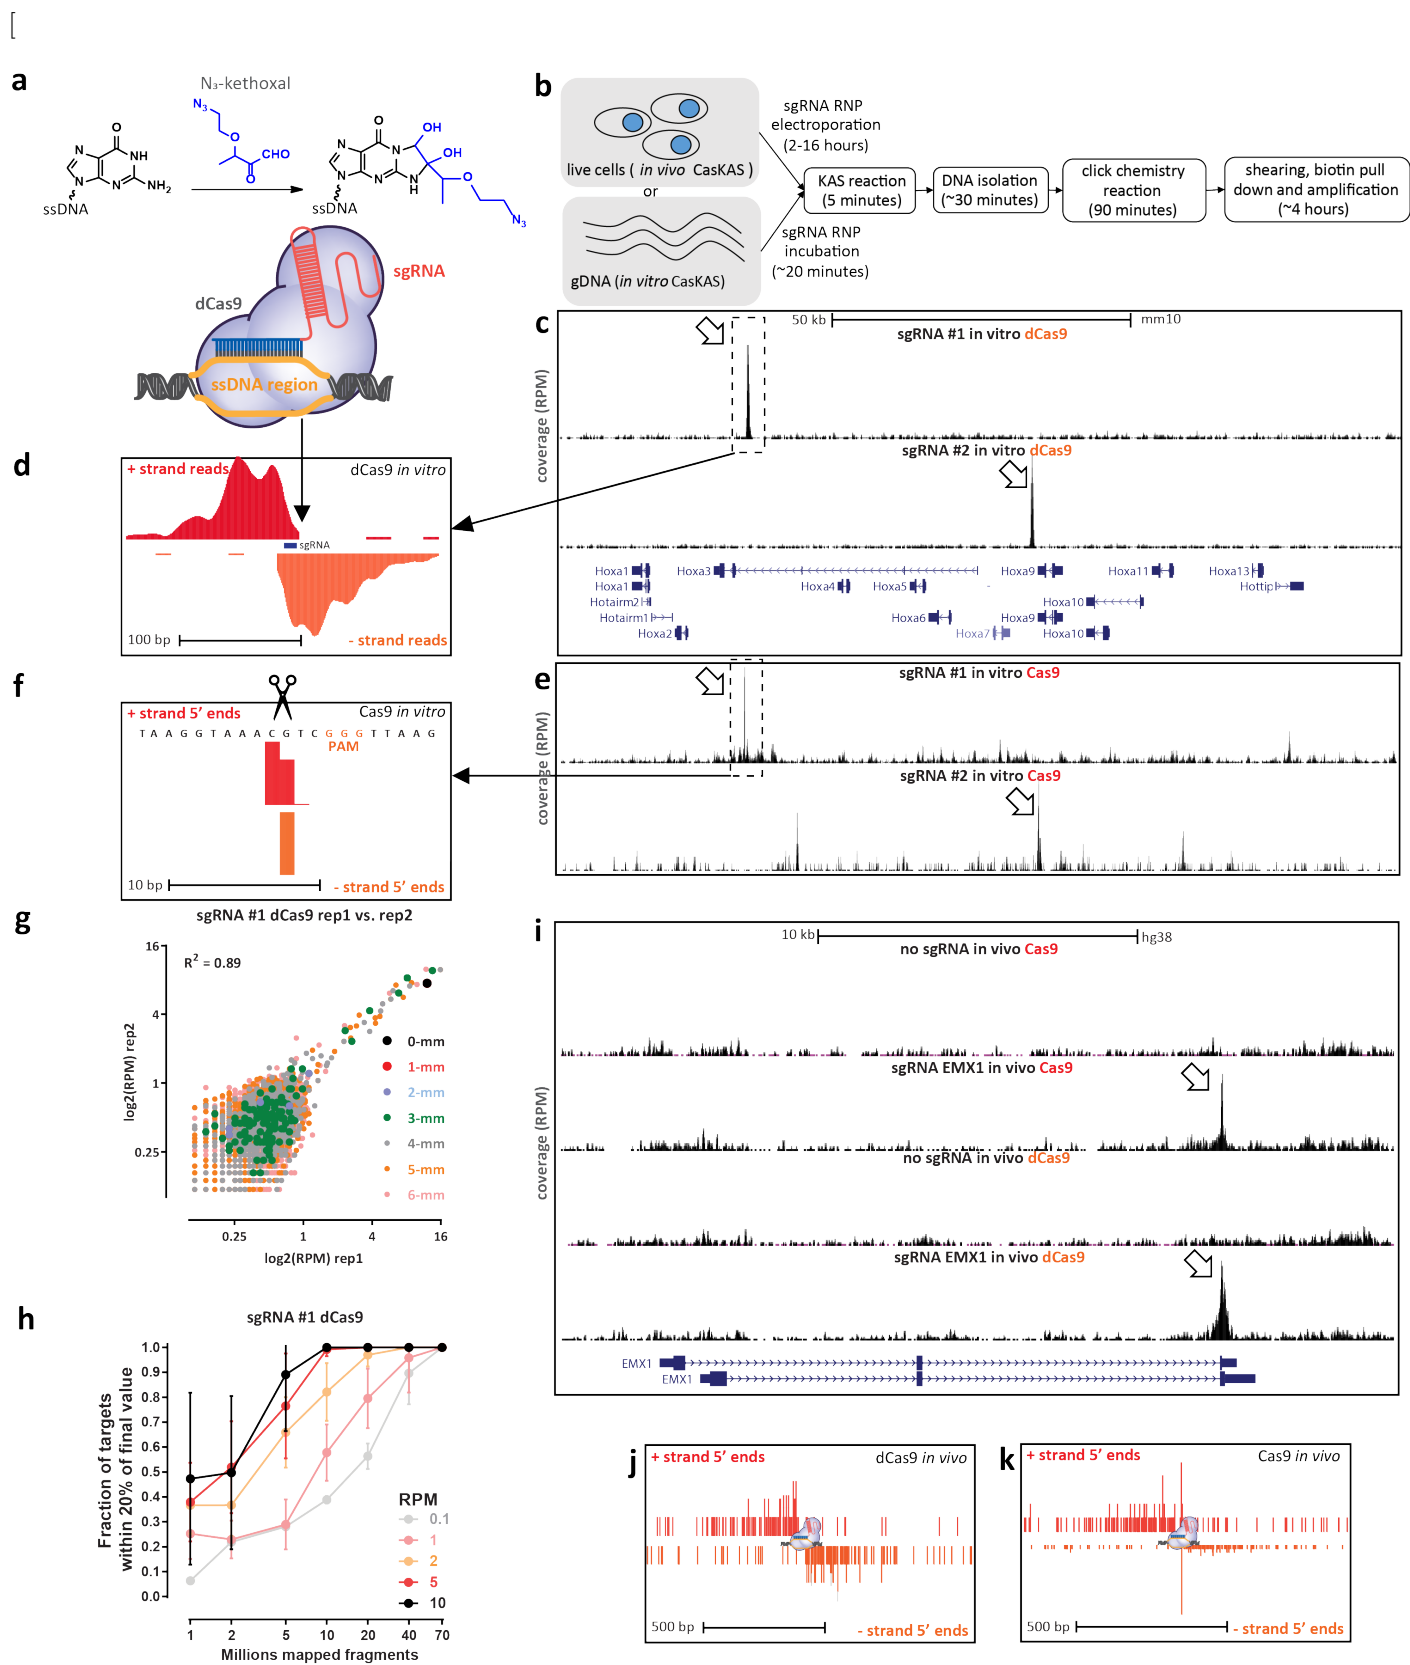 [
a
N₃-kethoxal
N₃
O
CHO
O
O
N
NH
N
N
NH₂
ssDNA
O
OH
N
N
OH
N
N
N
H
O
N₃
ssDNA
sgRNA
dCas9
ssDNA region
b
live cells ( in vivo CasKAS )
or
gDNA (in vitro CasKAS)
sgRNA RNP
electroporation
(2-16 hours)
sgRNA RNP
incubation
(~20 minutes)
KAS reaction
(5 minutes)
DNA isolation
(~30 minutes)
click chemistry
reaction
(90 minutes)
shearing, biotin pull
down and amplification
(~4 hours)
c
50 kb
mm10
sgRNA #1 in vitro dCas9
coverage (RPM)
sgRNA #2 in vitro dCas9
Hoxa1
Hoxa3
Hoxa9
Hoxa11
Hoxa13
Hoxa1
Hoxa4
Hoxa5
Hottip
Hotairm2
Hoxa10
Hotairm1
Hoxa6
Hoxa9
Hoxa2
Hoxa7
Hoxa10
d
+ strand reads
dCas9 in vitro
sgRNA
100 bp
- strand reads
e
sgRNA #1 in vitro Cas9
coverage (RPM)
sgRNA #2 in vitro Cas9
f
+ strand 5’ ends
Cas9 in vitro
T A A G G T A A A C G T C G G G T T A A G
PAM
10 bp
- strand 5’ ends
g
sgRNA #1 dCas9 rep1 vs. rep2
R² = 0.89
16
4
1
0.25
log2(RPM) rep2
0-mm
1-mm
2-mm
3-mm
4-mm
5-mm
6-mm
0.25
1
4
16
log2(RPM) rep1
h
sgRNA #1 dCas9
Fraction of targets
within 20% of final value
1.0
0.9
0.8
0.7
0.6
0.5
0.4
0.3
0.2
0.1
0.0
RPM
0.1
1
2
5
10
1
2
5
10
20
40
70
Millions mapped fragments
i
10 kb
hg38
no sgRNA in vivo Cas9
sgRNA EMX1 in vivo Cas9
coverage (RPM)
no sgRNA in vivo dCas9
sgRNA EMX1 in vivo dCas9
EMX1
EMX1
j
+ strand 5’ ends
dCas9 in vivo
500 bp
- strand 5’ ends
k
+ strand 5’ ends
Cas9 in vivo
500 bp
- strand 5’ ends